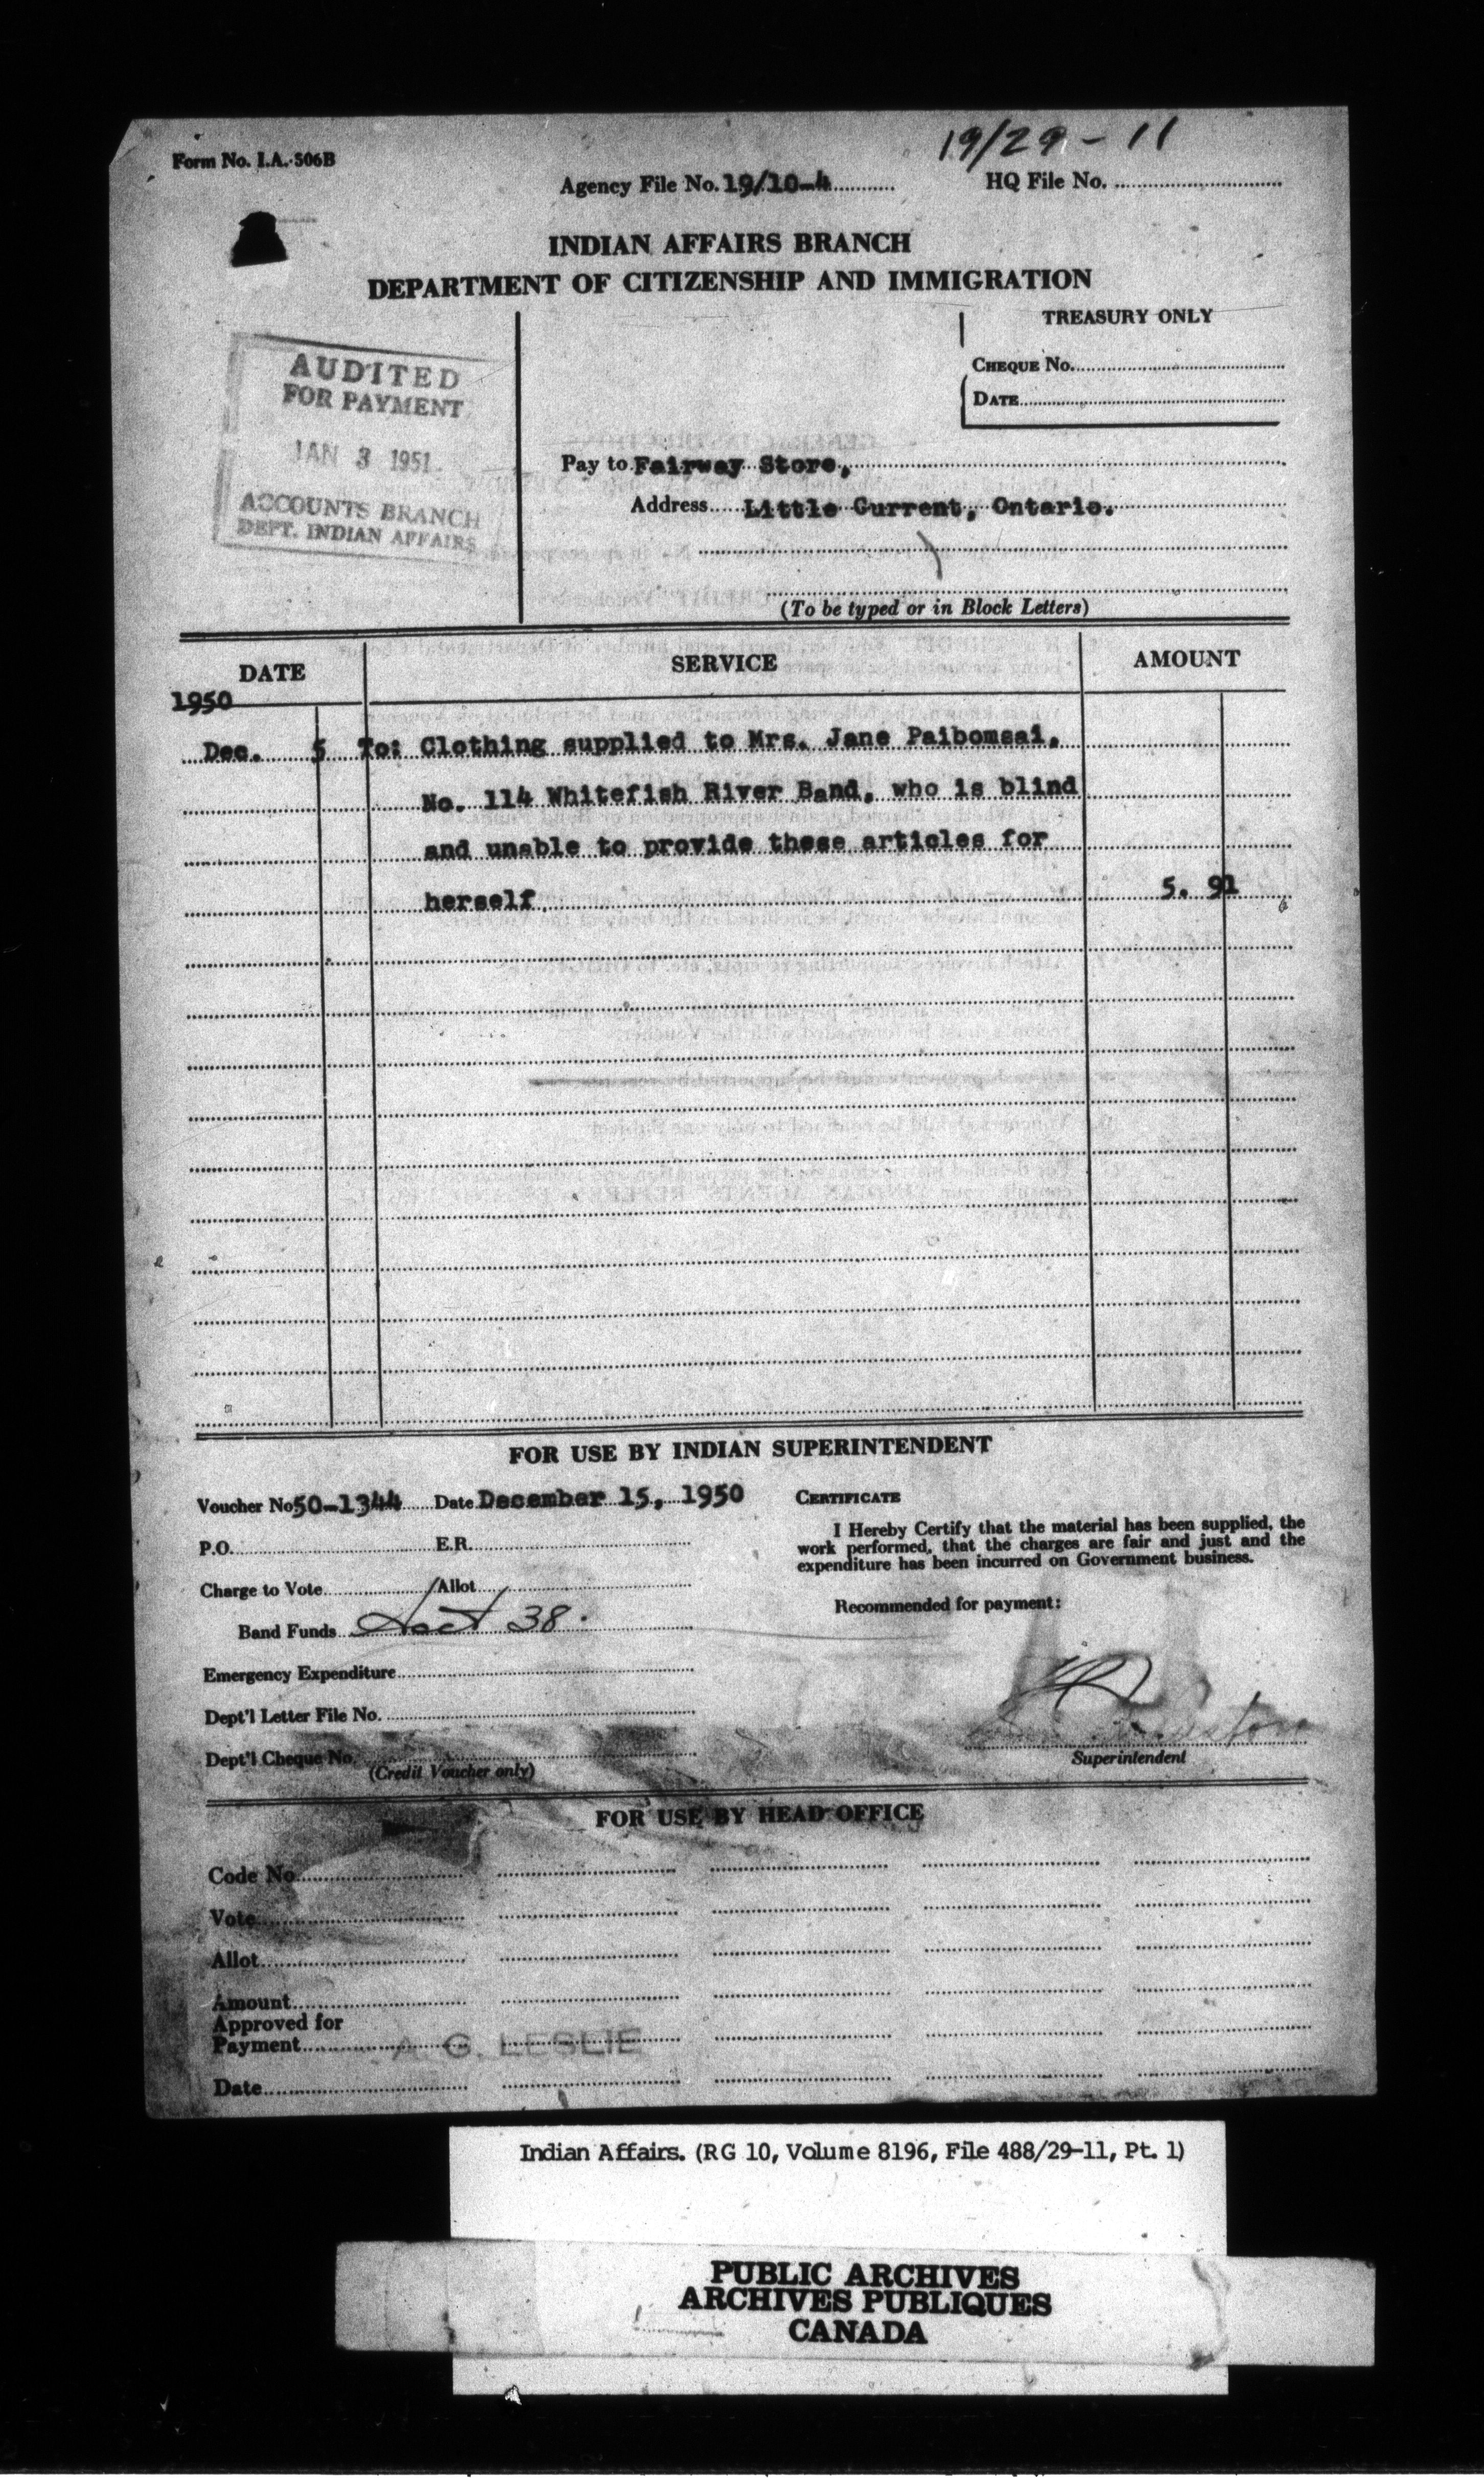 19/29-11
Form No. I.A. 506B
Agency File No. 19/10-4 HQ File No.
INDIAN AFFAIRS BRANCH
DEPARTMENT OF CITIZENSHIP AND IMMIGRATION
TREASURY ONLY
CHEQUE No.
DATE
AUDITED
FOR PAYMENT
JAN 3 1951
ACCOUNTS BRANCH
DEPT. INDIAN AFFAIRS
Pay to Fairway Store,
Address Little Current, Ontario.
(To be typed or in Block Letters)
DATE SERVICE AMOUNT
1950
Dec. 5 To: Clothing supplied to Mrs. Jane Paibomsai,
No. 114 Whitefish River Band, who is blind
and unable to provide these articles for
herself 5. 91
FOR USE BY INDIAN SUPERINTENDENT
Voucher No 50-1344 Date December 15, 1950
P.O. E.R.
Charge to Vote Allot
Band Funds 38.
Emergency Expenditure
Dept'l Letter File No.
Dept'l Cheque No.
(Credit Voucher only)
CERTIFICATE
I Hereby Certify that the material has been supplied, the
work performed, that the charges are fair and just and the
expenditure has been incurred on Government business.
Recommended for payment:
Superintendent
FOR USE BY HEAD OFFICE
Code No.
Vote
Allot.
Amount
Approved for
Payment A. G. LESLIE
Date
Indian Affairs. (RG 10, Volume 8196, File 488/29-11, Pt. 1)
PUBLIC ARCHIVES
ARCHIVES PUBLIQUES
CANADA